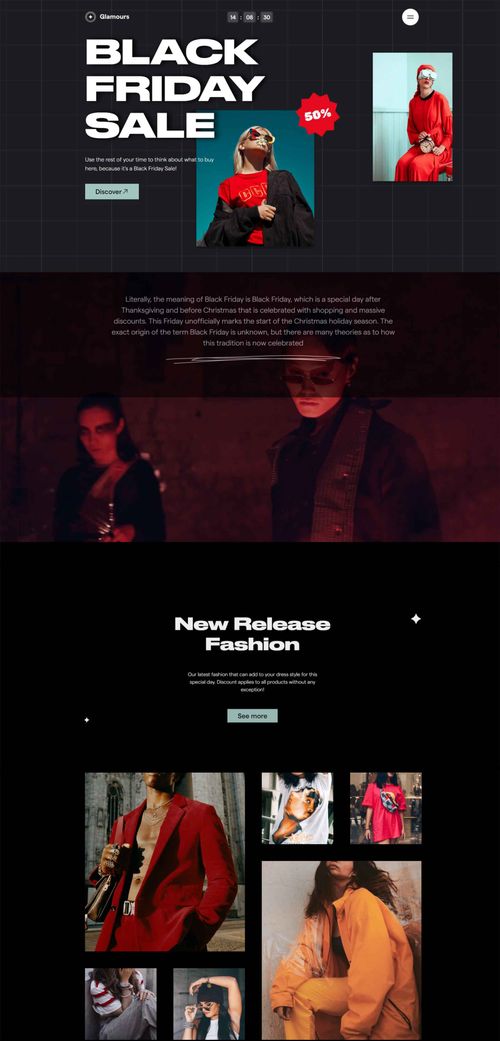 Glamours
14 : 08 : 30
BLACK
FRIDAY
SALE
50%
Use the rest of your time to think about what to buy
here, because it's a Black Friday Sale!
Discover
Literally, the meaning of Black Friday is Black Friday, which is a special day after
Thanksgiving and before Christmas that is celebrated with shopping and massive
discounts. This Friday unofficially marks the start of the Christmas holiday season. The
exact origin of the term Black Friday is unknown, but there are many theories as to how
this tradition is now celebrated
New Release
Fashion
Our latest fashion that can add to your dress style for this
special day. Discount applies to all products without any
exception!
See more